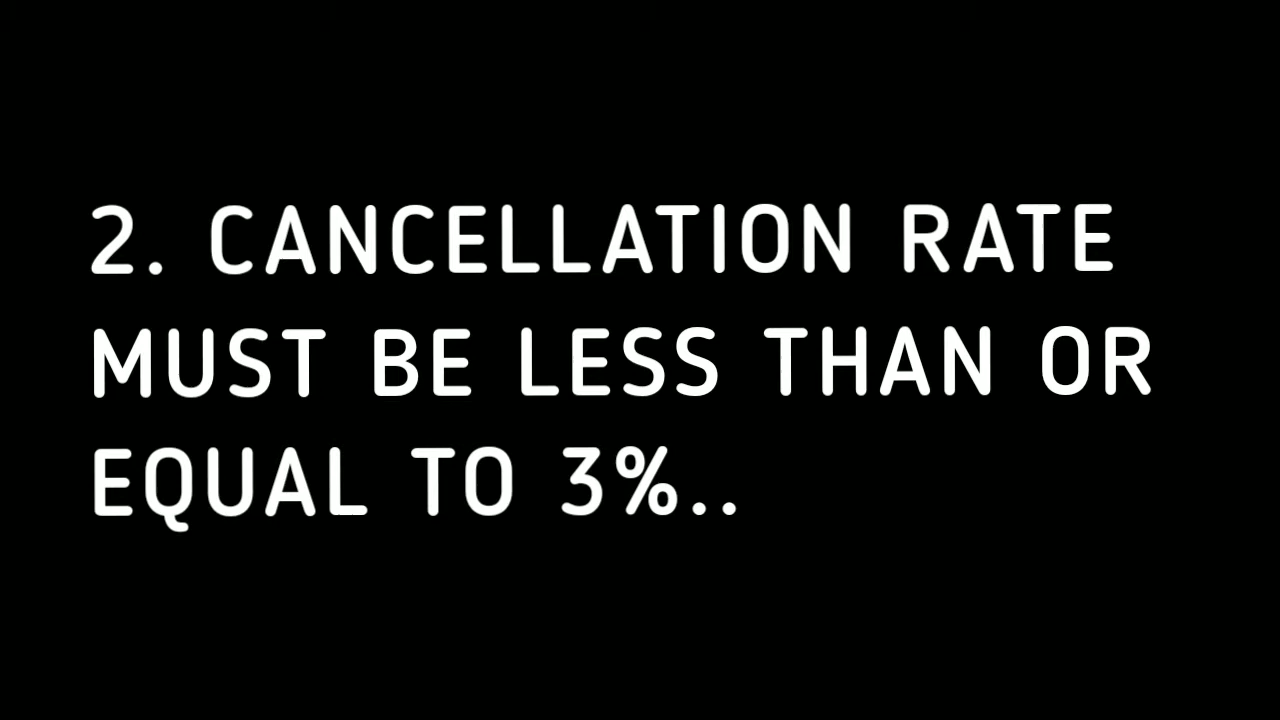 2. CANCELLATION RATE
MUST BE LESS THAN OR
EQUAL TO 3%..